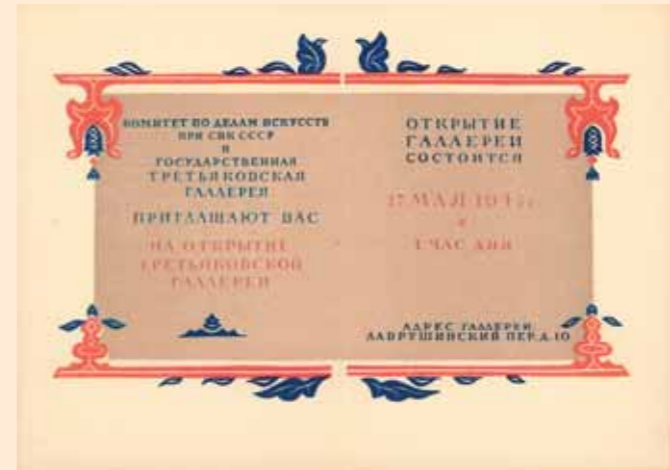 КОМИТЕТ ПО ДЕЛАМ ИСКУССТВ
ПРИ СНК СССР
И
ГОСУДАРСТВЕННАЯ
ТРЕТЬЯКОВСКАЯ
ГАЛЛЕРЕЯ
ПРИГЛАШАЮТ ВАС
НА ОТКРЫТИЕ
ТРЕТЬЯКОВСКОЙ
ГАЛЛЕРЕИ
ОТКРЫТИЕ
ГАЛЛЕРЕИ
СОСТОИТСЯ
17 МАЯ 1945 г.
В
1 ЧАС ДНЯ
АДРЕС ГАЛЛЕРЕИ:
ЛАВРУШИНСКИЙ ПЕР. Д. 10